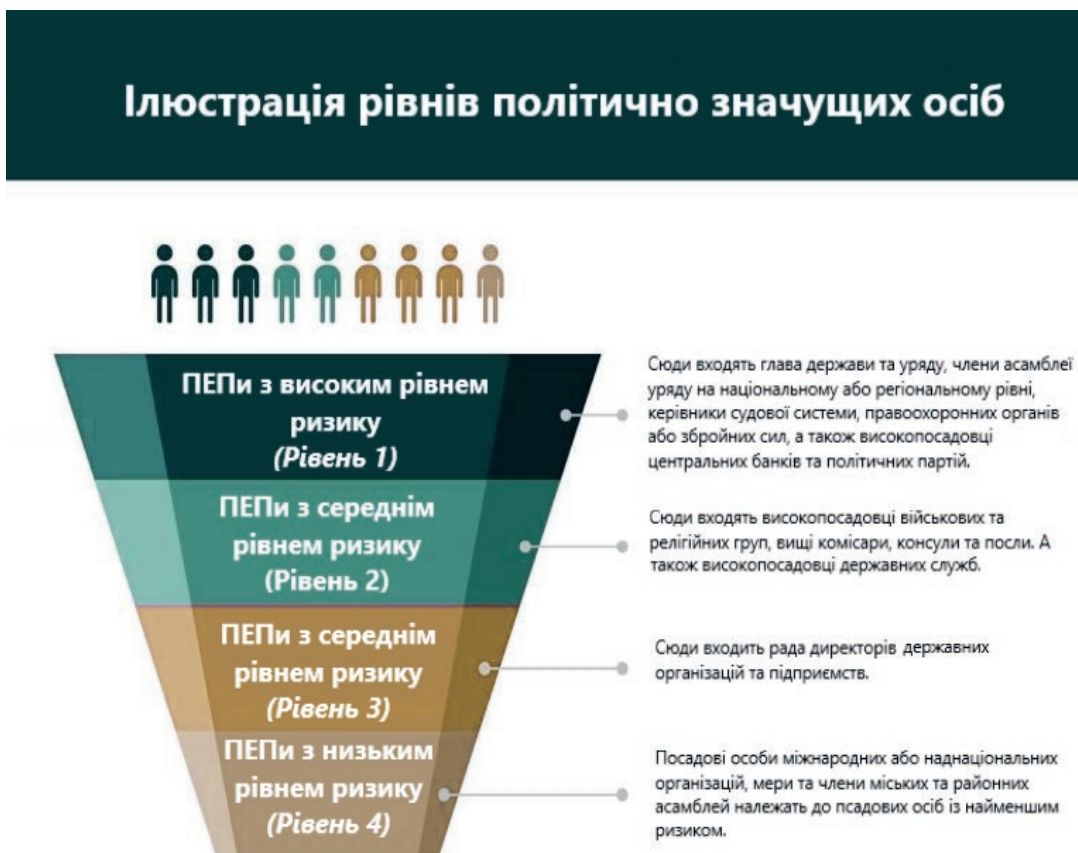 Ілюстрація рівнів політично значущих осіб
ПЕПи з високим рівнем
ризику
(Рівень 1)
Сюди входять глава держави та уряду, члени асамблеї
уряду на національному або регіональному рівні,
керівники судової системи, правоохоронних органів
або збройних сил, а також високопосадовці
центральних банків та політичних партій.
ПЕПи з середнім
рівнем ризику
(Рівень 2)
Сюди входять високопосадовці військових та
релігійних груп, вищі комісари, консули та посли. А
також високопосадовці державних служб.
ПЕПи з середнім
рівнем ризику
(Рівень 3)
Сюди входить рада директорів державних
організацій та підприємств.
ПЕПи з низьким
рівнем ризику
(Рівень 4)
Посадові особи міжнародних або наднаціональних
організацій, мери та члени міських та районних
асамблей належать до псадових осіб із найменшим
ризиком.